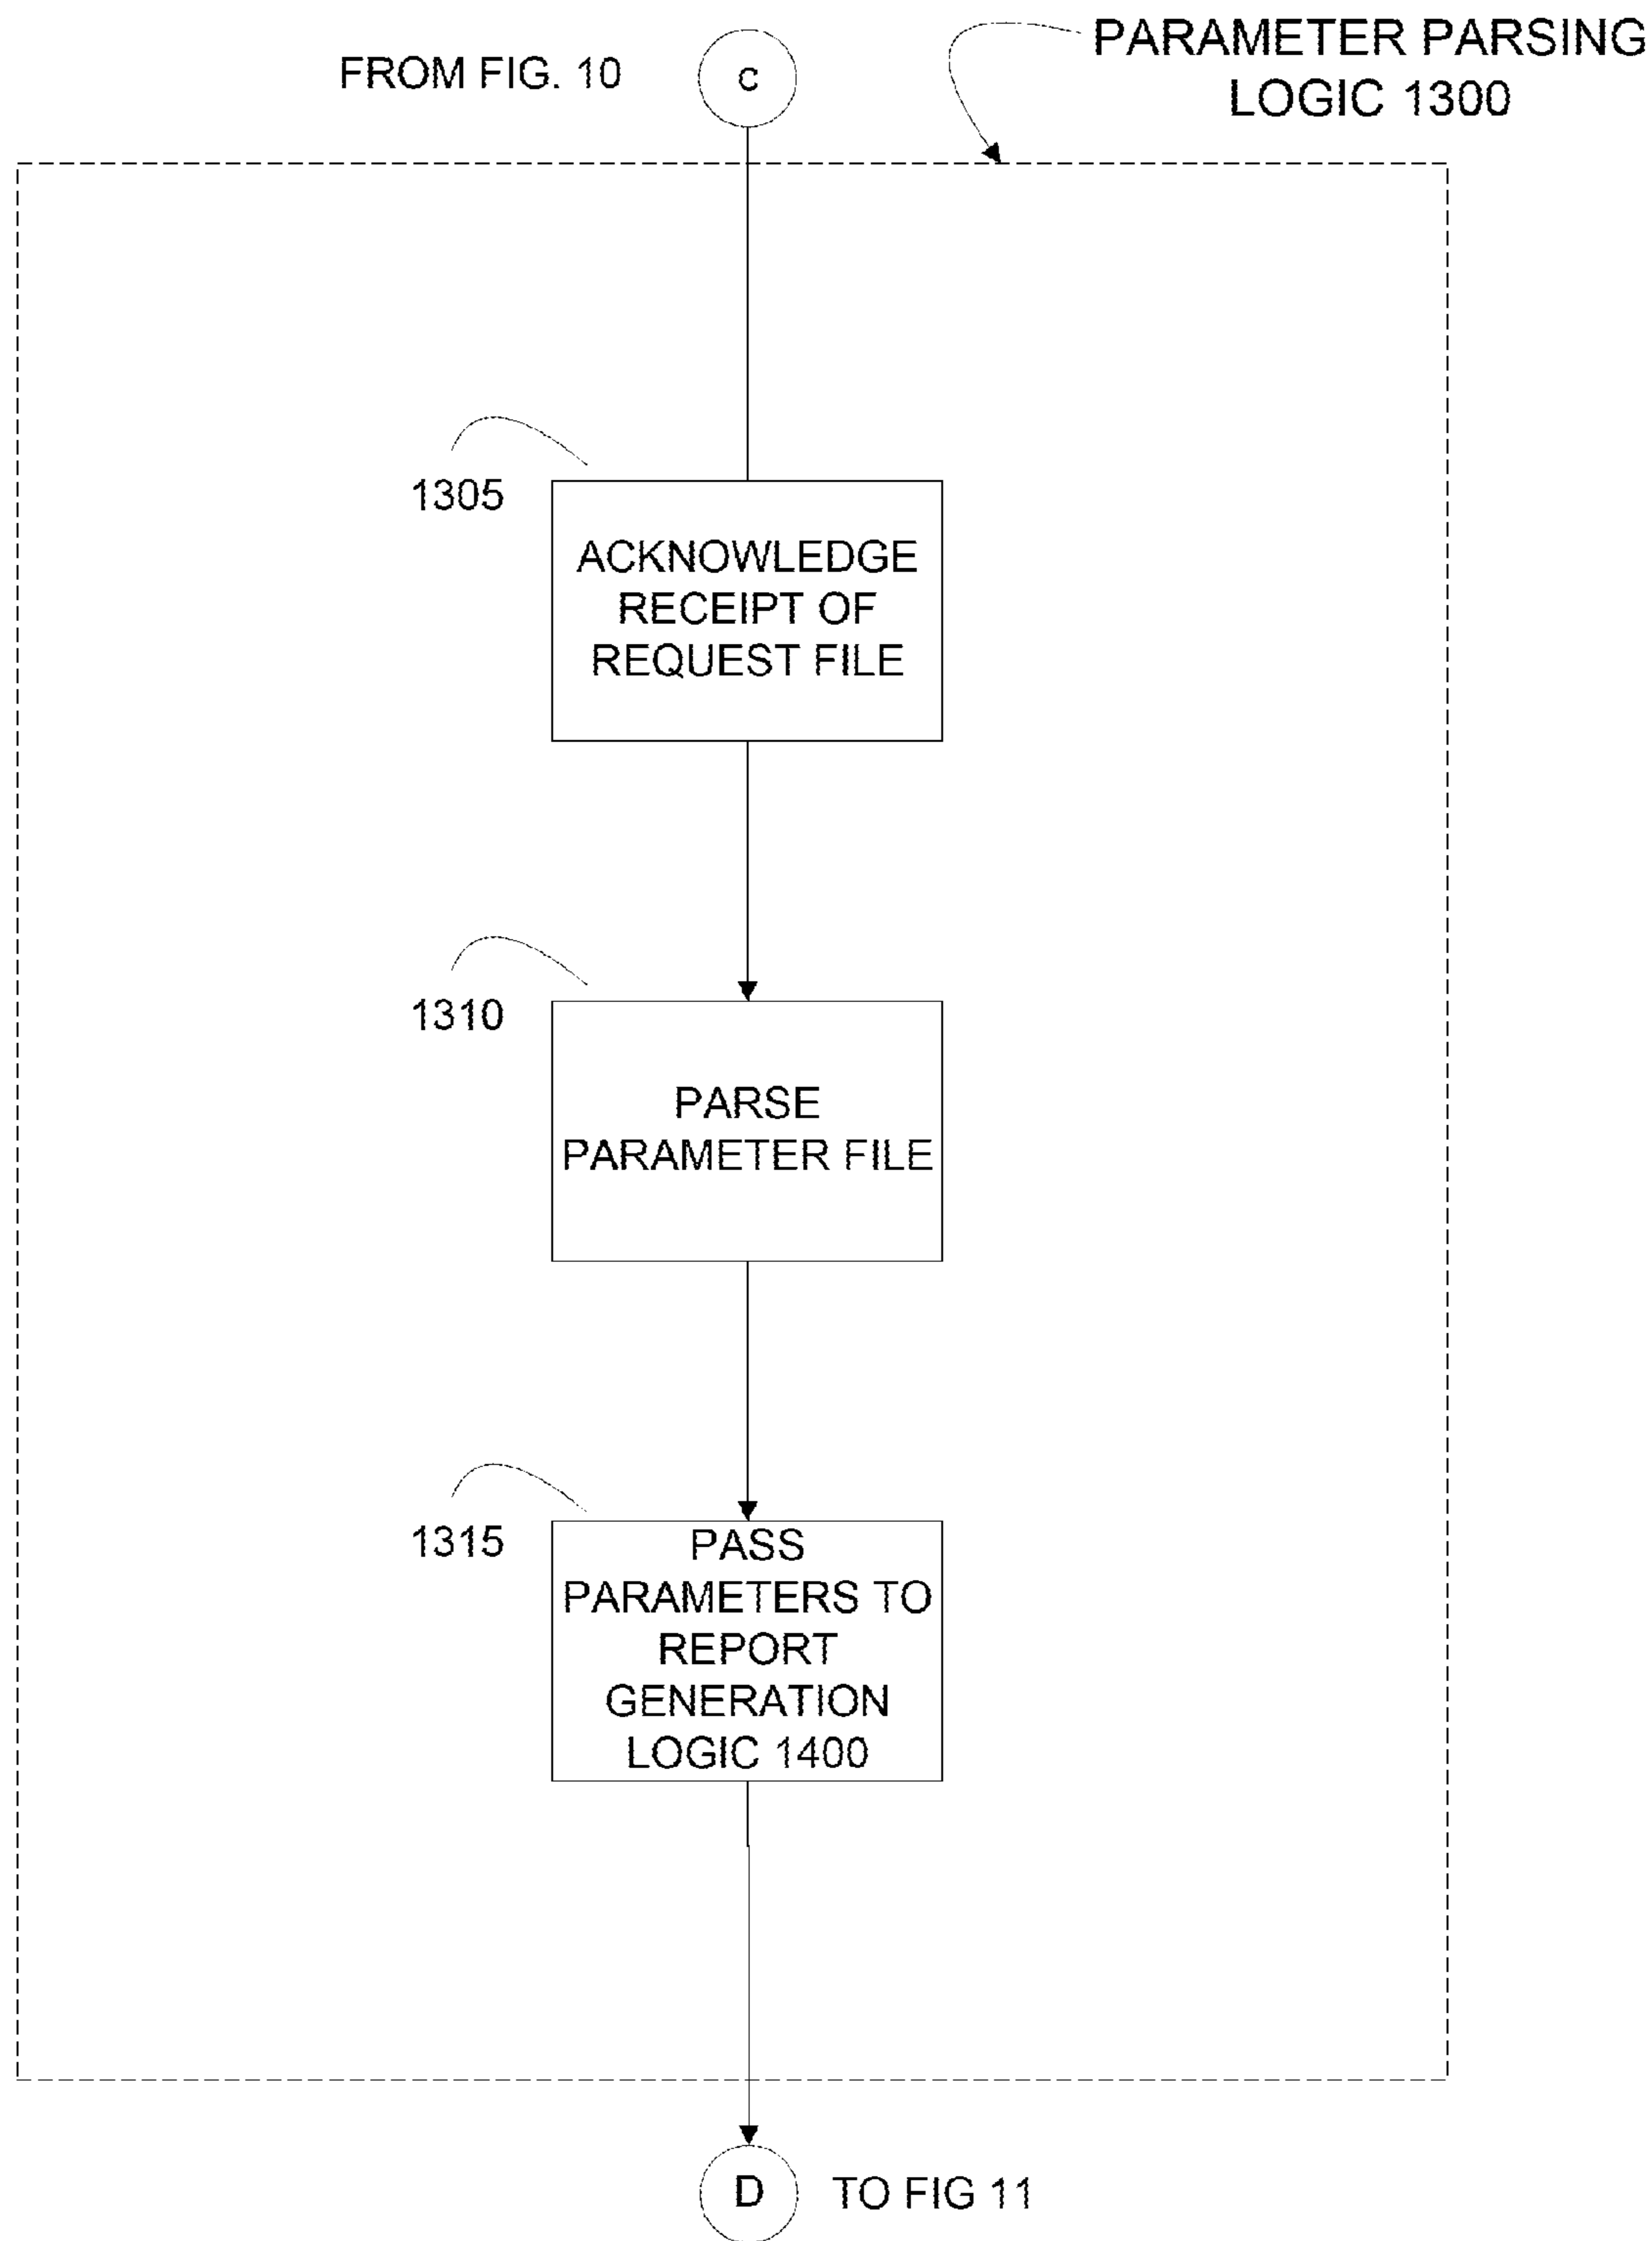 FROM FIG. 10
C
PARAMETER PARSING
LOGIC 1300
1305
ACKNOWLEDGE
RECEIPT OF
REQUEST FILE
1310
PARSE
PARAMETER FILE
1315
PASS
PARAMETERS TO
REPORT
GENERATION
LOGIC 1400
D
TO FIG 11